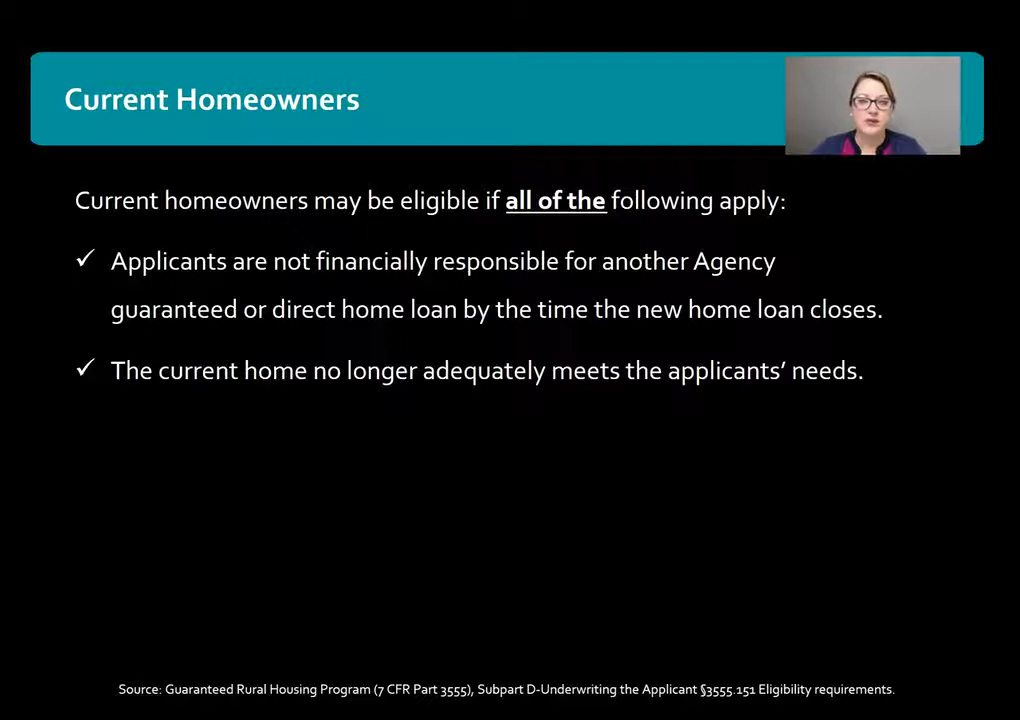 Current Homeowners
Current homeowners may be eligible if all of the following apply:
✓ Applicants are not financially responsible for another Agency
guaranteed or direct home loan by the time the new home loan closes.
✓ The current home no longer adequately meets the applicants’ needs.
Source: Guaranteed Rural Housing Program (7 CFR Part 3555), Subpart D-Underwriting the Applicant §3555.151 Eligibility requirements.